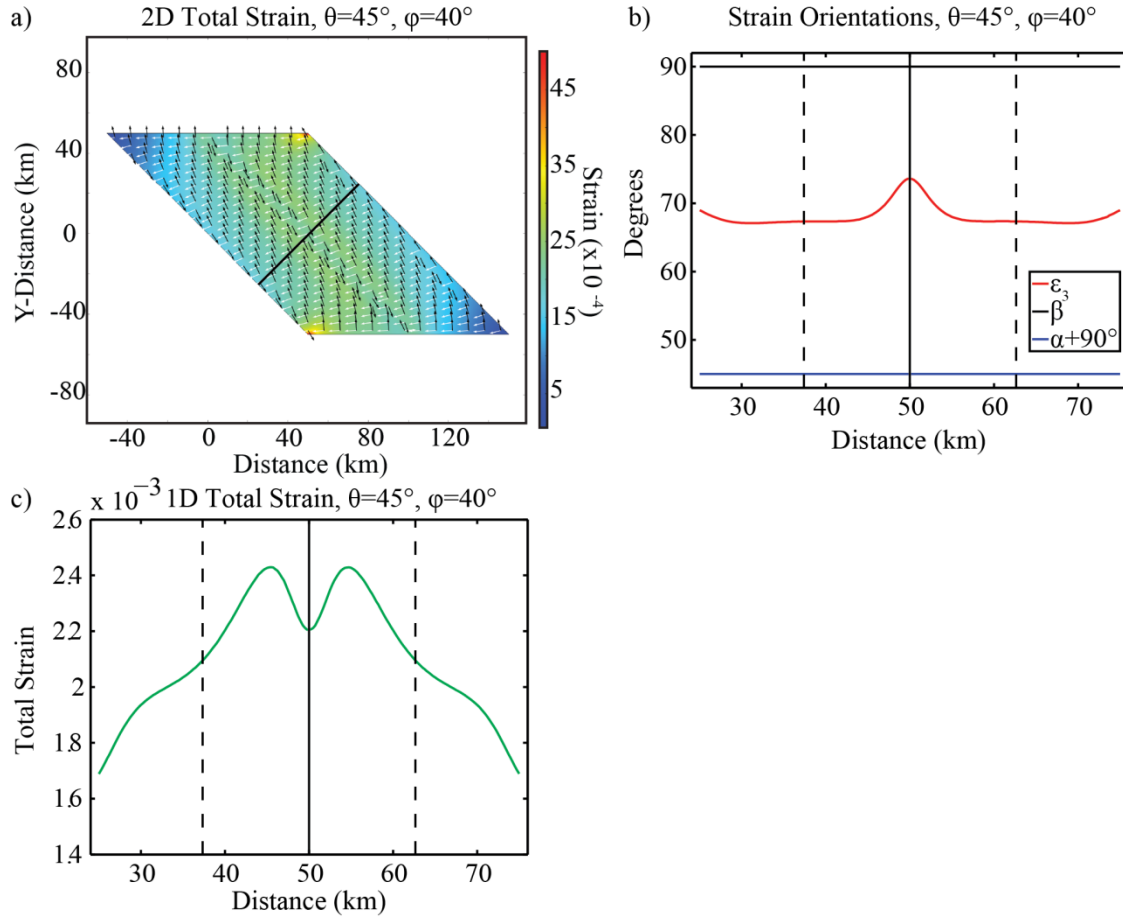 a) 2D Total Strain, θ=45°, φ=40°
Y-Distance (km)
80
40
0
-40
-80
-40 0 40 80 120
Distance (km)
45
35
25
15
5
Strain (x10⁻⁴)
b) Strain Orientations, θ=45°, φ=40°
Degrees
90
80
70
60
50
30 40 50 60 70
Distance (km)
ε₃
β
α+90°
c) x 10⁻³ 1D Total Strain, θ=45°, φ=40°
Total Strain
2.6
2.4
2.2
2
1.8
1.6
1.4
30 40 50 60 70
Distance (km)